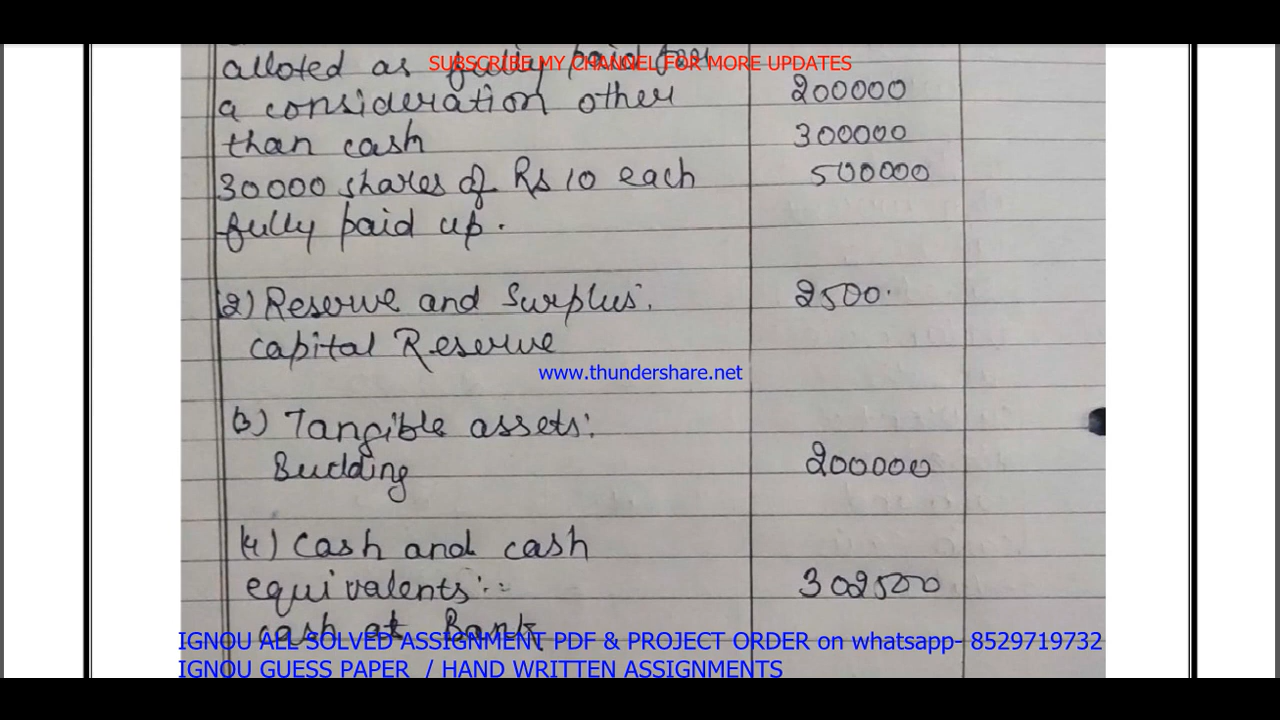 SUBSCRIBE MY CHANNEL FOR MORE UPDATES
alloted as fully paid for
a consideration other 200000
than cash 300000
30000 shares of Rs 10 each 500000
fully paid up.
(2) Reserve and Surplus. 2500.
capital Reserve
www.thundershare.net
(3) Tangible assets:
Building 200000
(4) Cash and cash
equivalents:- 302500
cash at Bank
IGNOU ALL SOLVED ASSIGNMENT PDF & PROJECT ORDER on whatsapp- 8529719732
IGNOU GUESS PAPER / HAND WRITTEN ASSIGNMENTS